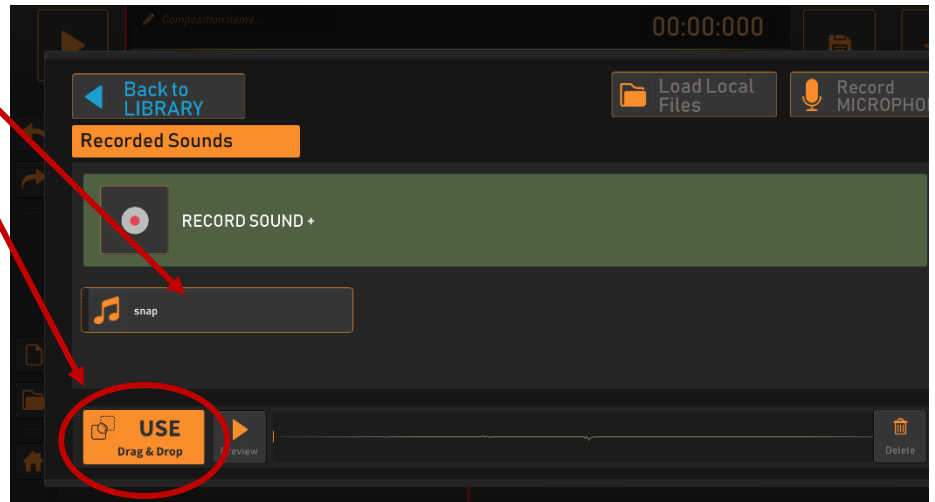 Composition name...
00:00:000
Back to
LIBRARY
Load Local
Files
Record
MICROPHO
Recorded Sounds
RECORD SOUND +
snap
USE
Drag & Drop
Preview
Delete